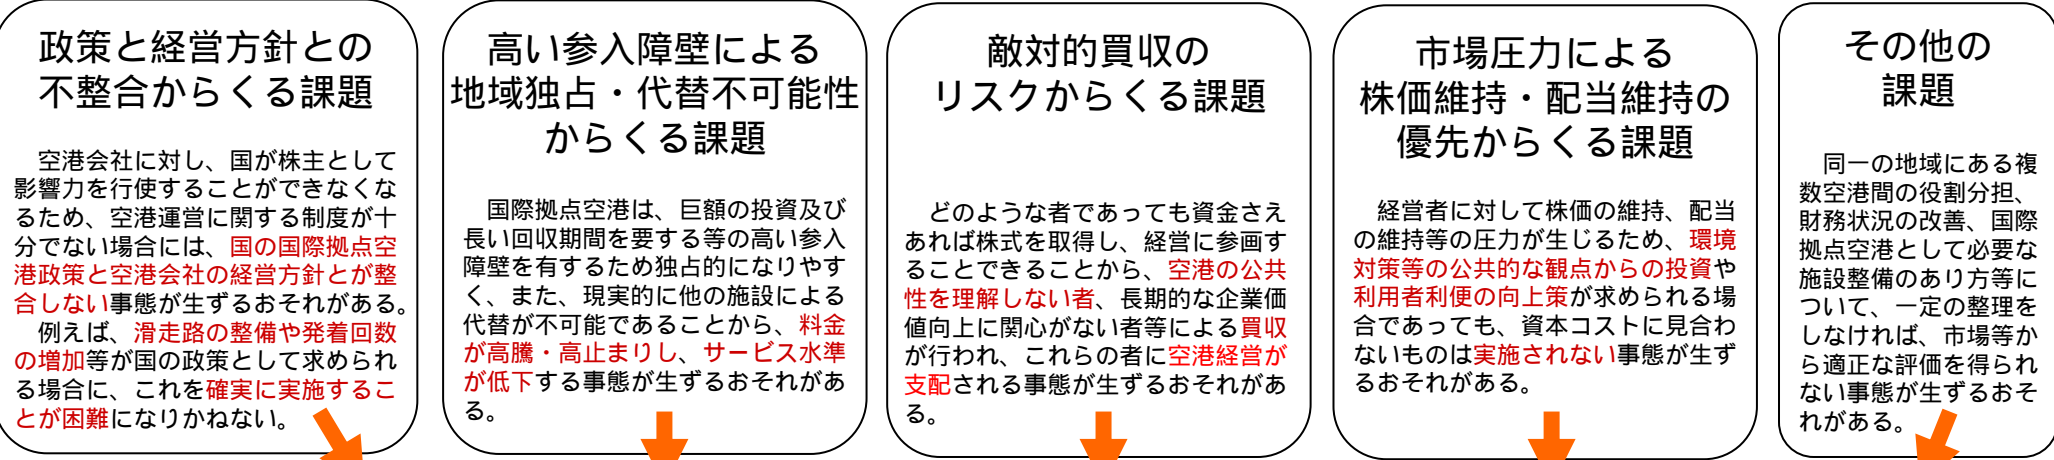 政策と経営方針との
不整合からくる課題
　空港会社に対し、国が株主として
影響力を行使することができなくな
るため、空港運営に関する制度が十
分でない場合には、国の国際拠点空
港政策と空港会社の経営方針とが整
合しない事態が生ずるおそれがある。
　例えば、滑走路の整備や発着回数
の増加等が国の政策として求められ
る場合に、これを確実に実施するこ
とが困難になりかねない。
高い参入障壁による
地域独占・代替不可能性
からくる課題
　国際拠点空港は、巨額の投資及び
長い回収期間を要する等の高い参入
障壁を有するため独占的になりやす
く、また、現実的に他の施設による
代替が不可能であることから、料金
が高騰・高止まりし、サービス水準
が低下する事態が生ずるおそれがあ
る。
敵対的買収の
リスクからくる課題
　どのような者であっても資金さえ
あれば株式を取得し、経営に参画す
ることできることから、空港の公共
性を理解しない者、長期的な企業価
値向上に関心がない者等による買収
が行われ、これらの者に空港経営が
支配される事態が生ずるおそれがあ
る。
市場圧力による
株価維持・配当維持の
優先からくる課題
　経営者に対して株価の維持、配当
の維持等の圧力が生じるため、環境
対策等の公共的な観点からの投資や
利用者利便の向上策が求められる場
合であっても、資本コストに見合わ
ないものは実施されない事態が生ず
るおそれがある。
その他の
課題
　同一の地域にある複
数空港間の役割分担、
財務状況の改善、国際
拠点空港として必要な
施設整備のあり方等に
ついて、一定の整理を
しなければ、市場等か
ら適正な評価を得られ
ない事態が生ずるおそ
れがある。